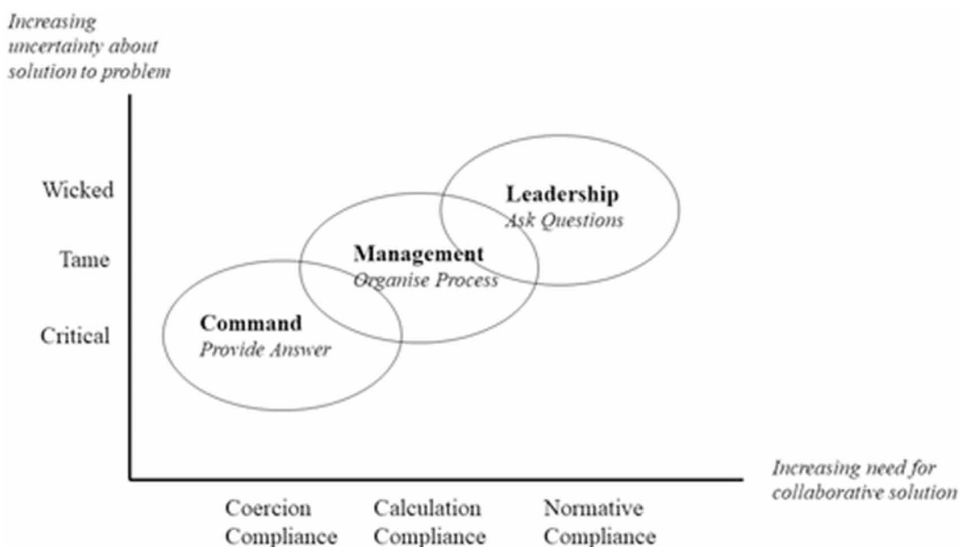 Increasing
uncertainty about
solution to problem
Wicked
Leadership
Ask Questions
Tame
Management
Organise Process
Critical
Command
Provide Answer
Increasing need for
collaborative solution
Coercion
Compliance
Calculation
Compliance
Normative
Compliance